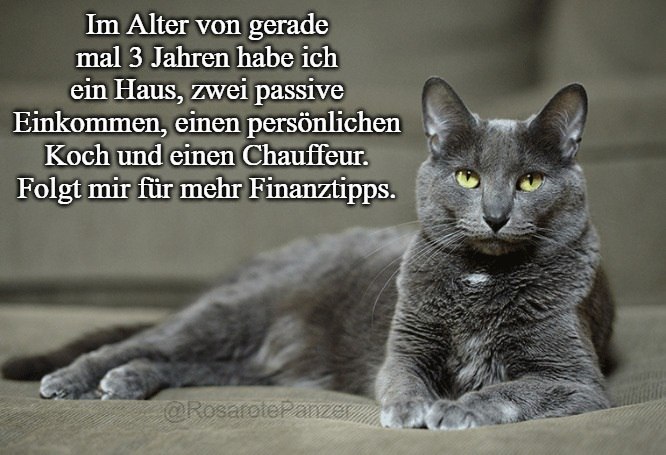 Im Alter von gerade
mal 3 Jahren habe ich
ein Haus, zwei passive
Einkommen, einen persönlichen
Koch und einen Chauffeur.
Folgt mir für mehr Finanztipps.
@RosarotePanzer